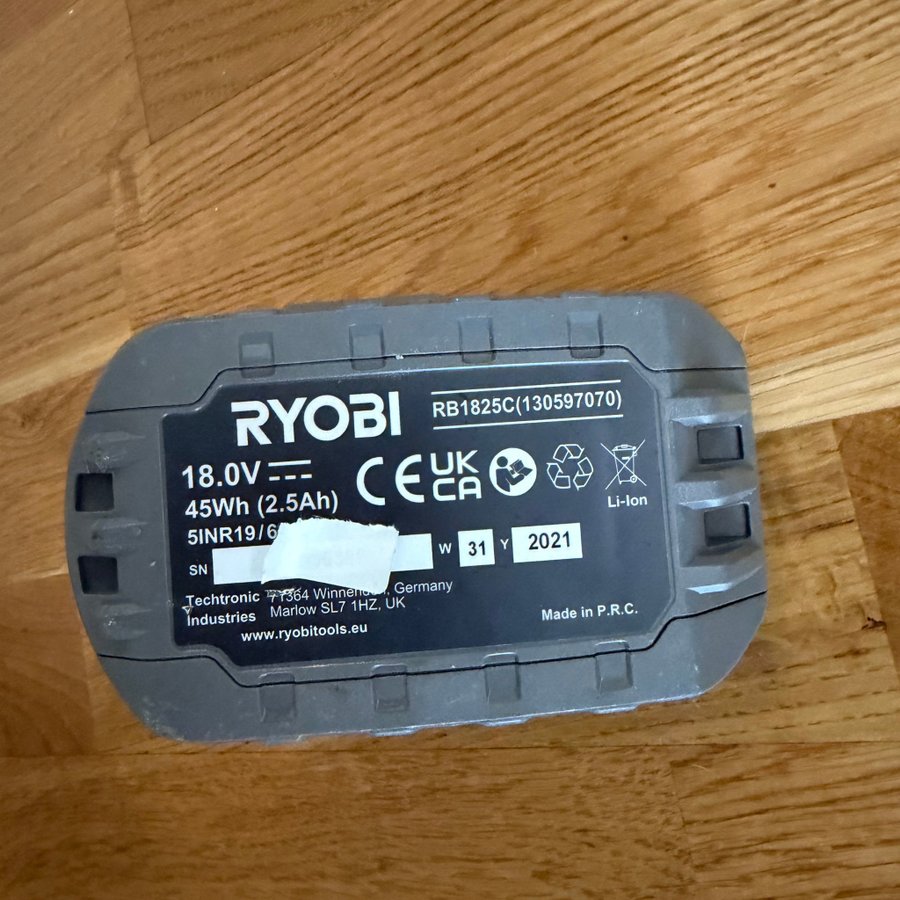 RYOBI
RB1825C(130597070)
18.0V
45Wh (2.5Ah)
CE
UK
CA
Li-Ion
5INR19/6
SN
W 31 Y 2021
Techtronic Industries
71364 Winnenden, Germany
Marlow SL7 1HZ, UK
www.ryobitools.eu
Made in P.R.C.